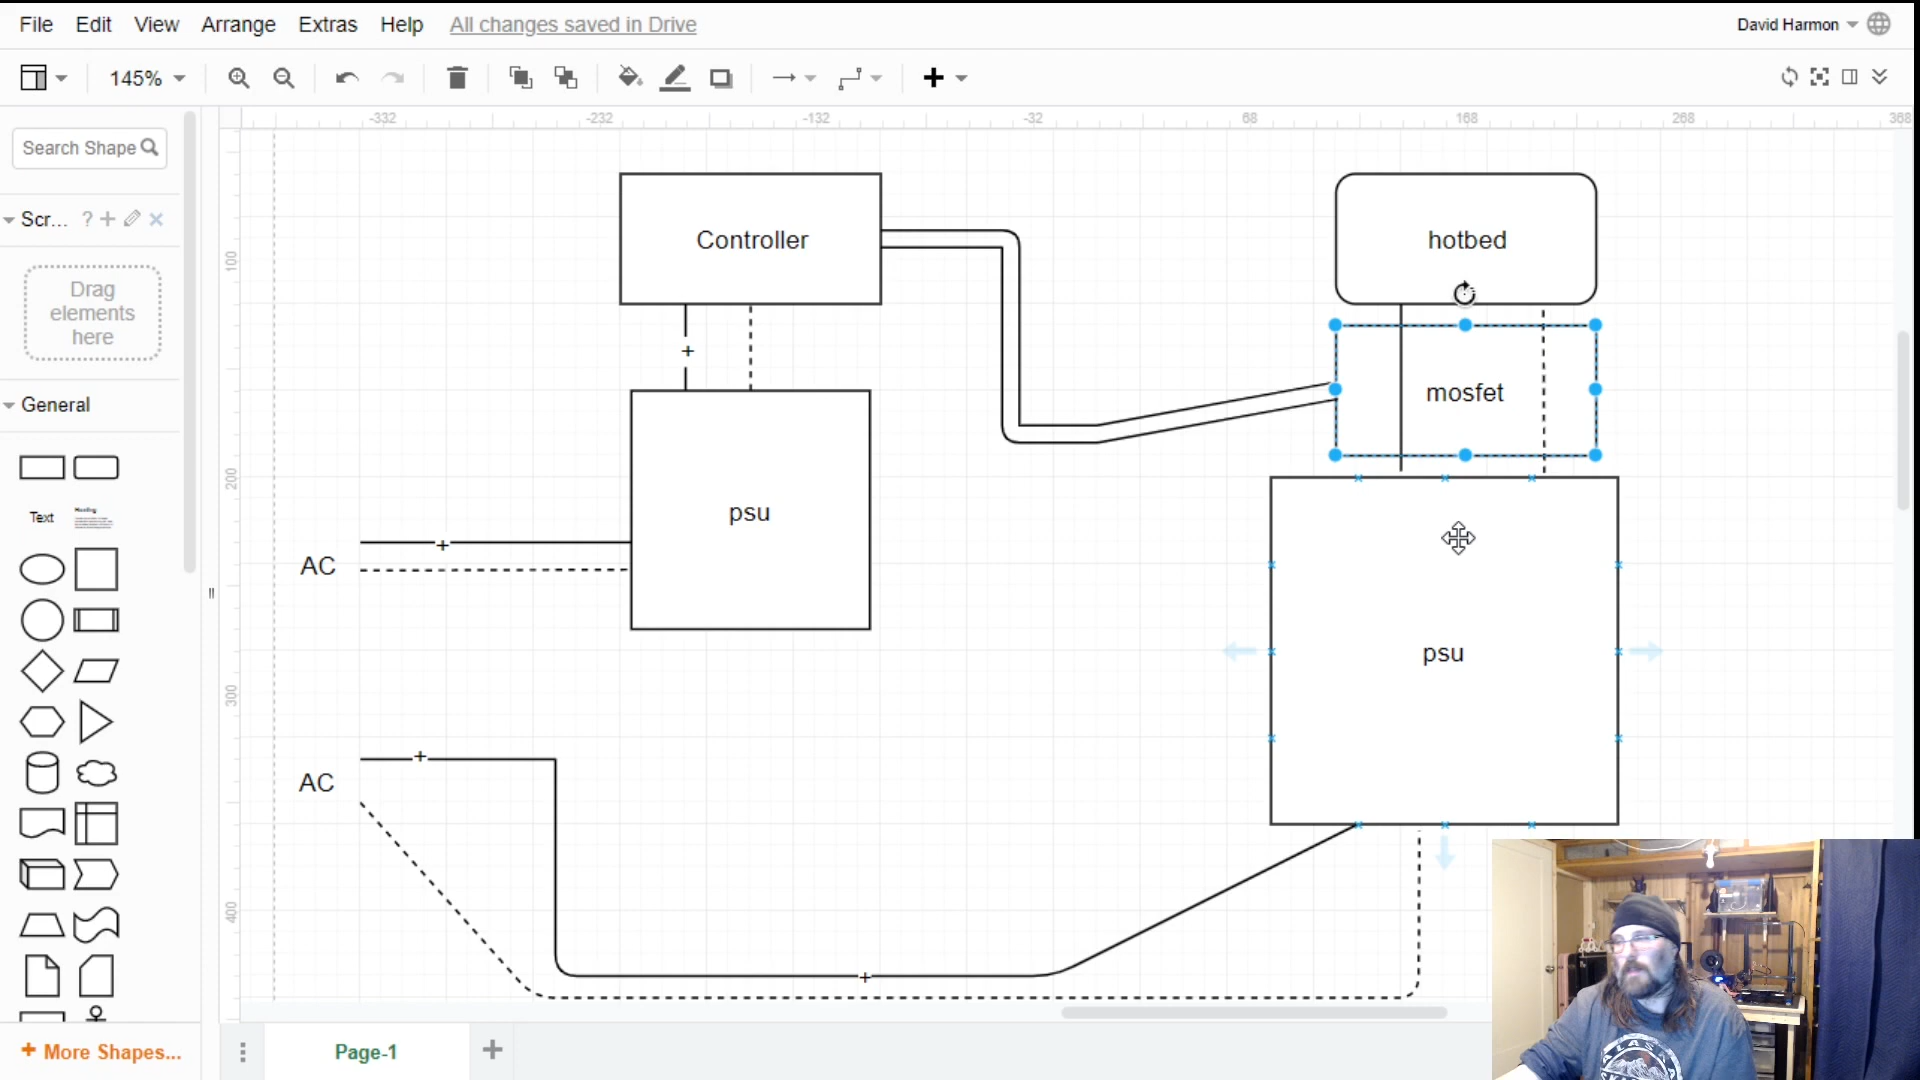 File Edit View Arrange Extras Help All changes saved in Drive David Harmon
145%
-332 -232 -132 -32 68 168 268 368
Search Shape
Scr... ?
Drag
elements
here
General
Text
Heading
100
200
300
400
Controller
hotbed
+
mosfet
psu
+
AC
psu
+
AC
+
More Shapes...
Page-1
ALASKA